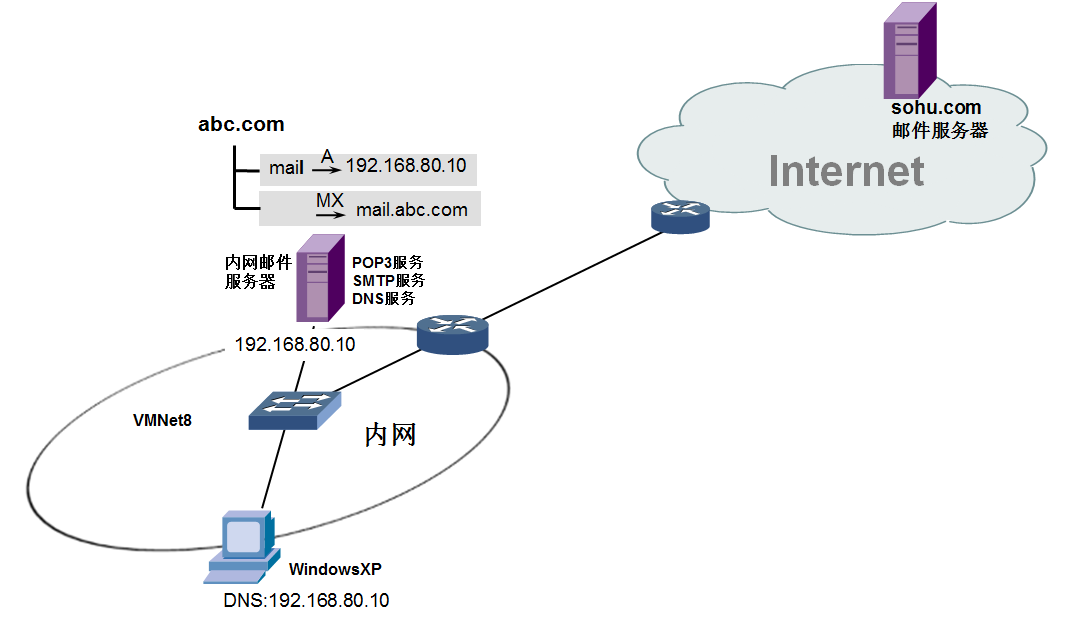 sohu.com
邮件服务器
Internet
abc.com
mail A 192.168.80.10
MX mail.abc.com
内网邮件
服务器
POP3服务
SMTP服务
DNS服务
192.168.80.10
VMNet8
内网
WindowsXP
DNS:192.168.80.10